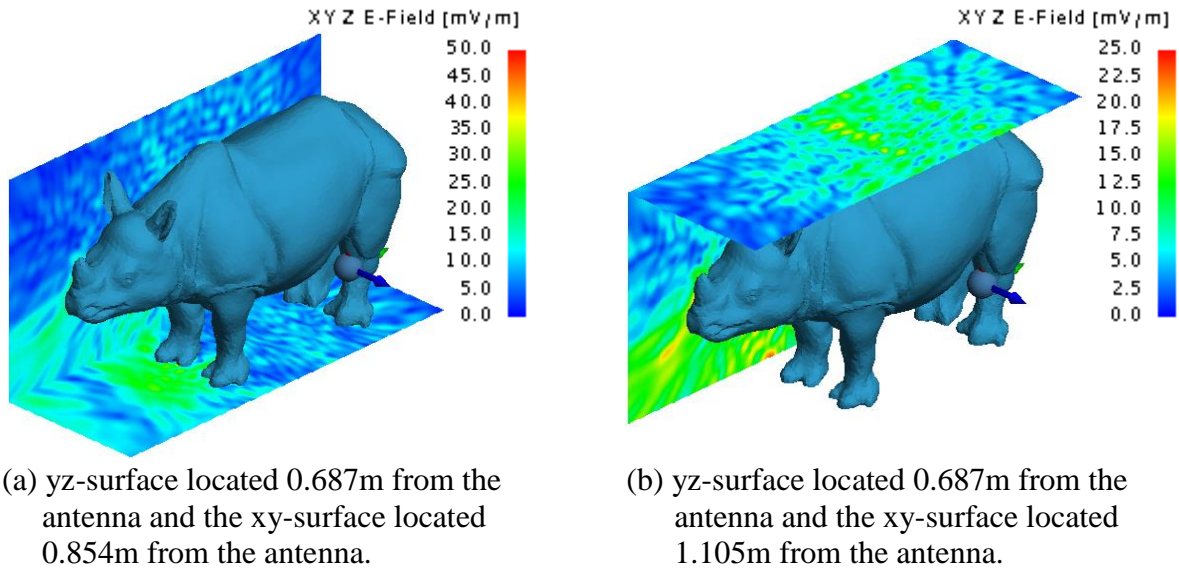 XYZ E-Field [mV/m]
50.0
45.0
40.0
35.0
30.0
25.0
20.0
15.0
10.0
5.0
0.0
(a) yz-surface located 0.687m from the
antenna and the xy-surface located
0.854m from the antenna.
XYZ E-Field [mV/m]
25.0
22.5
20.0
17.5
15.0
12.5
10.0
7.5
5.0
2.5
0.0
(b) yz-surface located 0.687m from the
antenna and the xy-surface located
1.105m from the antenna.